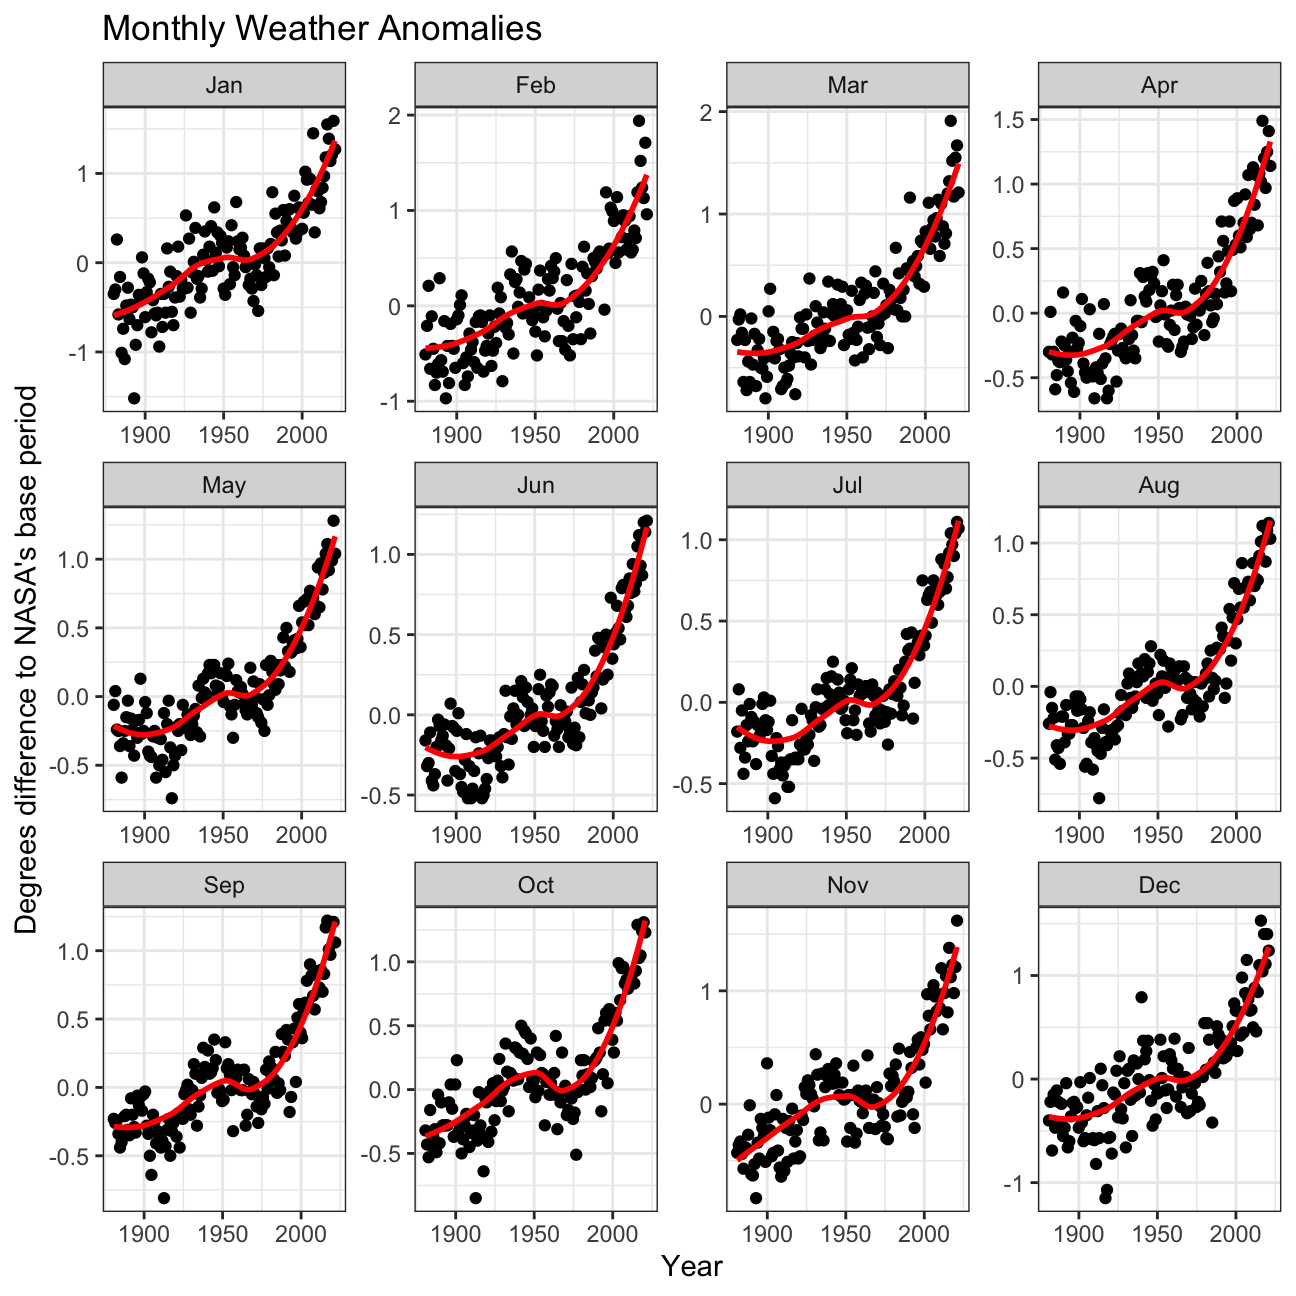 Monthly Weather Anomalies
Jan Feb Mar Apr
1 0 -1
2 1 0 -1
2 1 0
1.5 1.0 0.5 0.0 -0.5
1900 1950 2000 1900 1950 2000 1900 1950 2000 1900 1950 2000
May Jun Jul Aug
1.0 0.5 0.0 -0.5
1.0 0.5 0.0 -0.5
1.0 0.5 0.0 -0.5
1.0 0.5 0.0 -0.5
1900 1950 2000 1900 1950 2000 1900 1950 2000 1900 1950 2000
Sep Oct Nov Dec
1.0 0.5 0.0 -0.5
1.0 0.5 0.0 -0.5
1 0
1 0 -1
1900 1950 2000 1900 1950 2000 1900 1950 2000 1900 1950 2000
Degrees difference to NASA's base period
Year